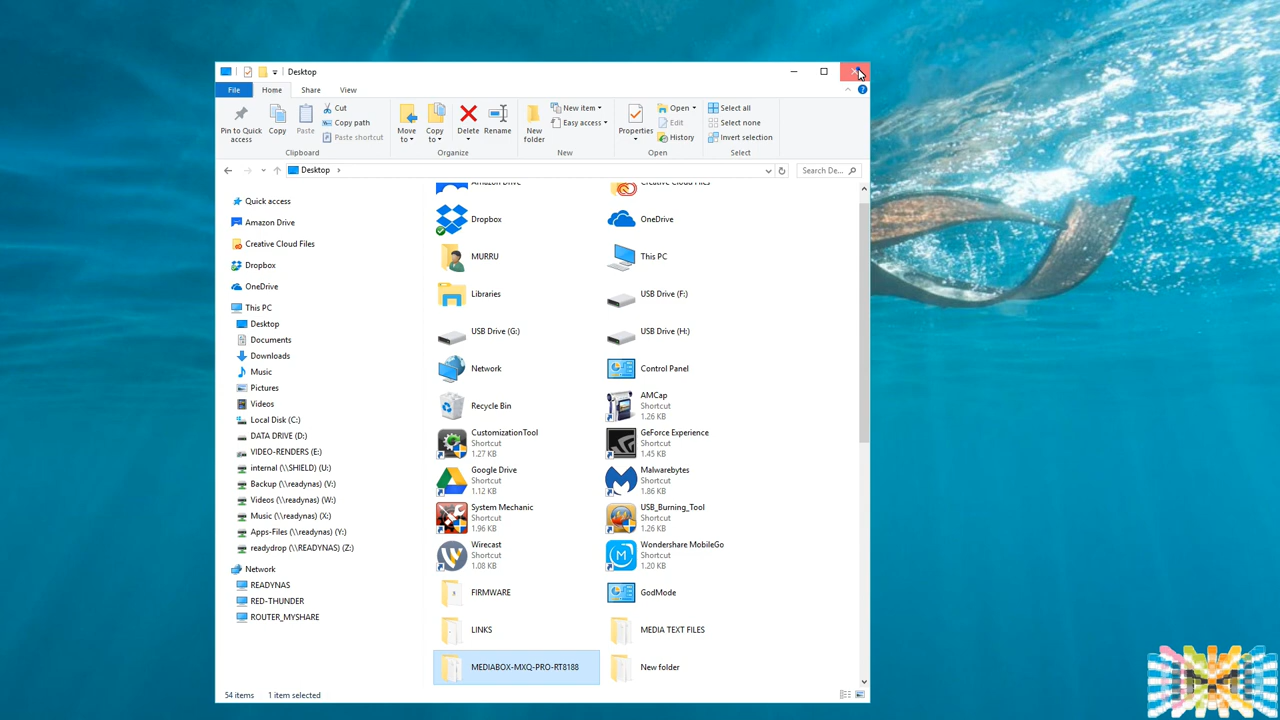 Desktop
File Home Share View
Pin to Quick access
Copy
Paste
Cut
Copy path
Paste shortcut
Clipboard
Move to
Copy to
Delete
Rename
Organize
New folder
New item
Easy access
New
Properties
Open
Edit
History
Open
Select all
Select none
Invert selection
Select
Desktop
Search De...
Quick access
Amazon Drive
Creative Cloud Files
Dropbox
OneDrive
This PC
Desktop
Documents
Downloads
Music
Pictures
Videos
Local Disk (C:)
DATA DRIVE (D:)
VIDEO-RENDERS (E:)
internal (\\SHIELD) (U:)
Backup (\\readynas) (V:)
Videos (\\readynas) (W:)
Music (\\readynas) (X:)
Apps-Files (\\readynas) (Y:)
readydrop (\\READYNAS) (Z:)
Network
READYNAS
RED-THUNDER
ROUTER_MYSHARE
Amazon Drive
Creative Cloud Files
Dropbox
OneDrive
MURRU
This PC
Libraries
USB Drive (F:)
USB Drive (G:)
USB Drive (H:)
Network
Control Panel
Recycle Bin
AMCap
Shortcut
1.26 KB
CustomizationTool
Shortcut
1.27 KB
GeForce Experience
Shortcut
1.45 KB
Google Drive
Shortcut
1.12 KB
Malwarebytes
Shortcut
1.86 KB
System Mechanic
Shortcut
1.96 KB
USB_Burning_Tool
Shortcut
1.26 KB
Wirecast
Shortcut
1.08 KB
Wondershare MobileGo
Shortcut
1.20 KB
FIRMWARE
GodMode
LINKS
MEDIA TEXT FILES
MEDIABOX-MXQ-PRO-RT8188
New folder
54 items 1 item selected